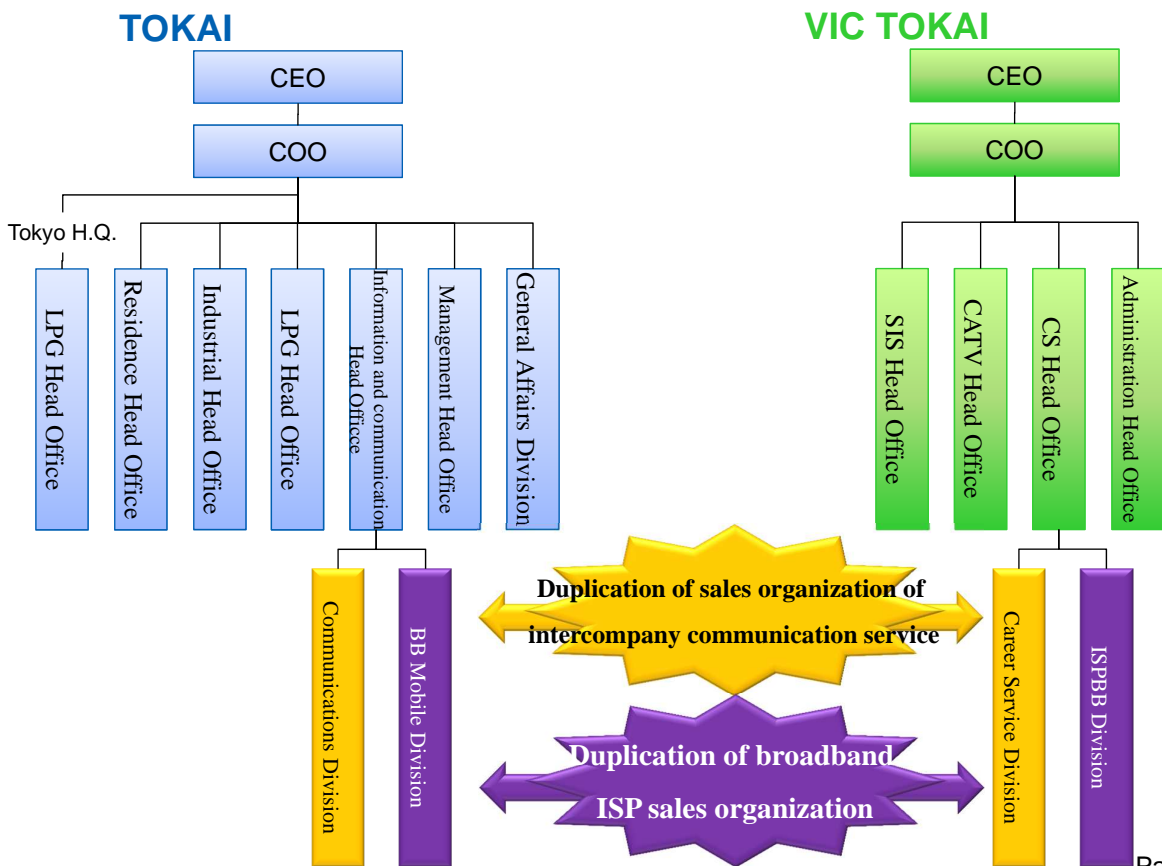 TOKAI
CEO
COO
Tokyo H.Q.
LPG Head Office
Residence Head Office
Industrial Head Office
LPG Head Office
Information and communication
Head Officce
Management Head Office
General Affairs Division
Communications Division
BB Mobile Division
VIC TOKAI
CEO
COO
SIS Head Office
CATV Head Office
CS Head Office
Administration Head Office
Career Service Division
ISPBB Division
Duplication of sales organization of
intercompany communication service
Duplication of broadband
ISP sales organization